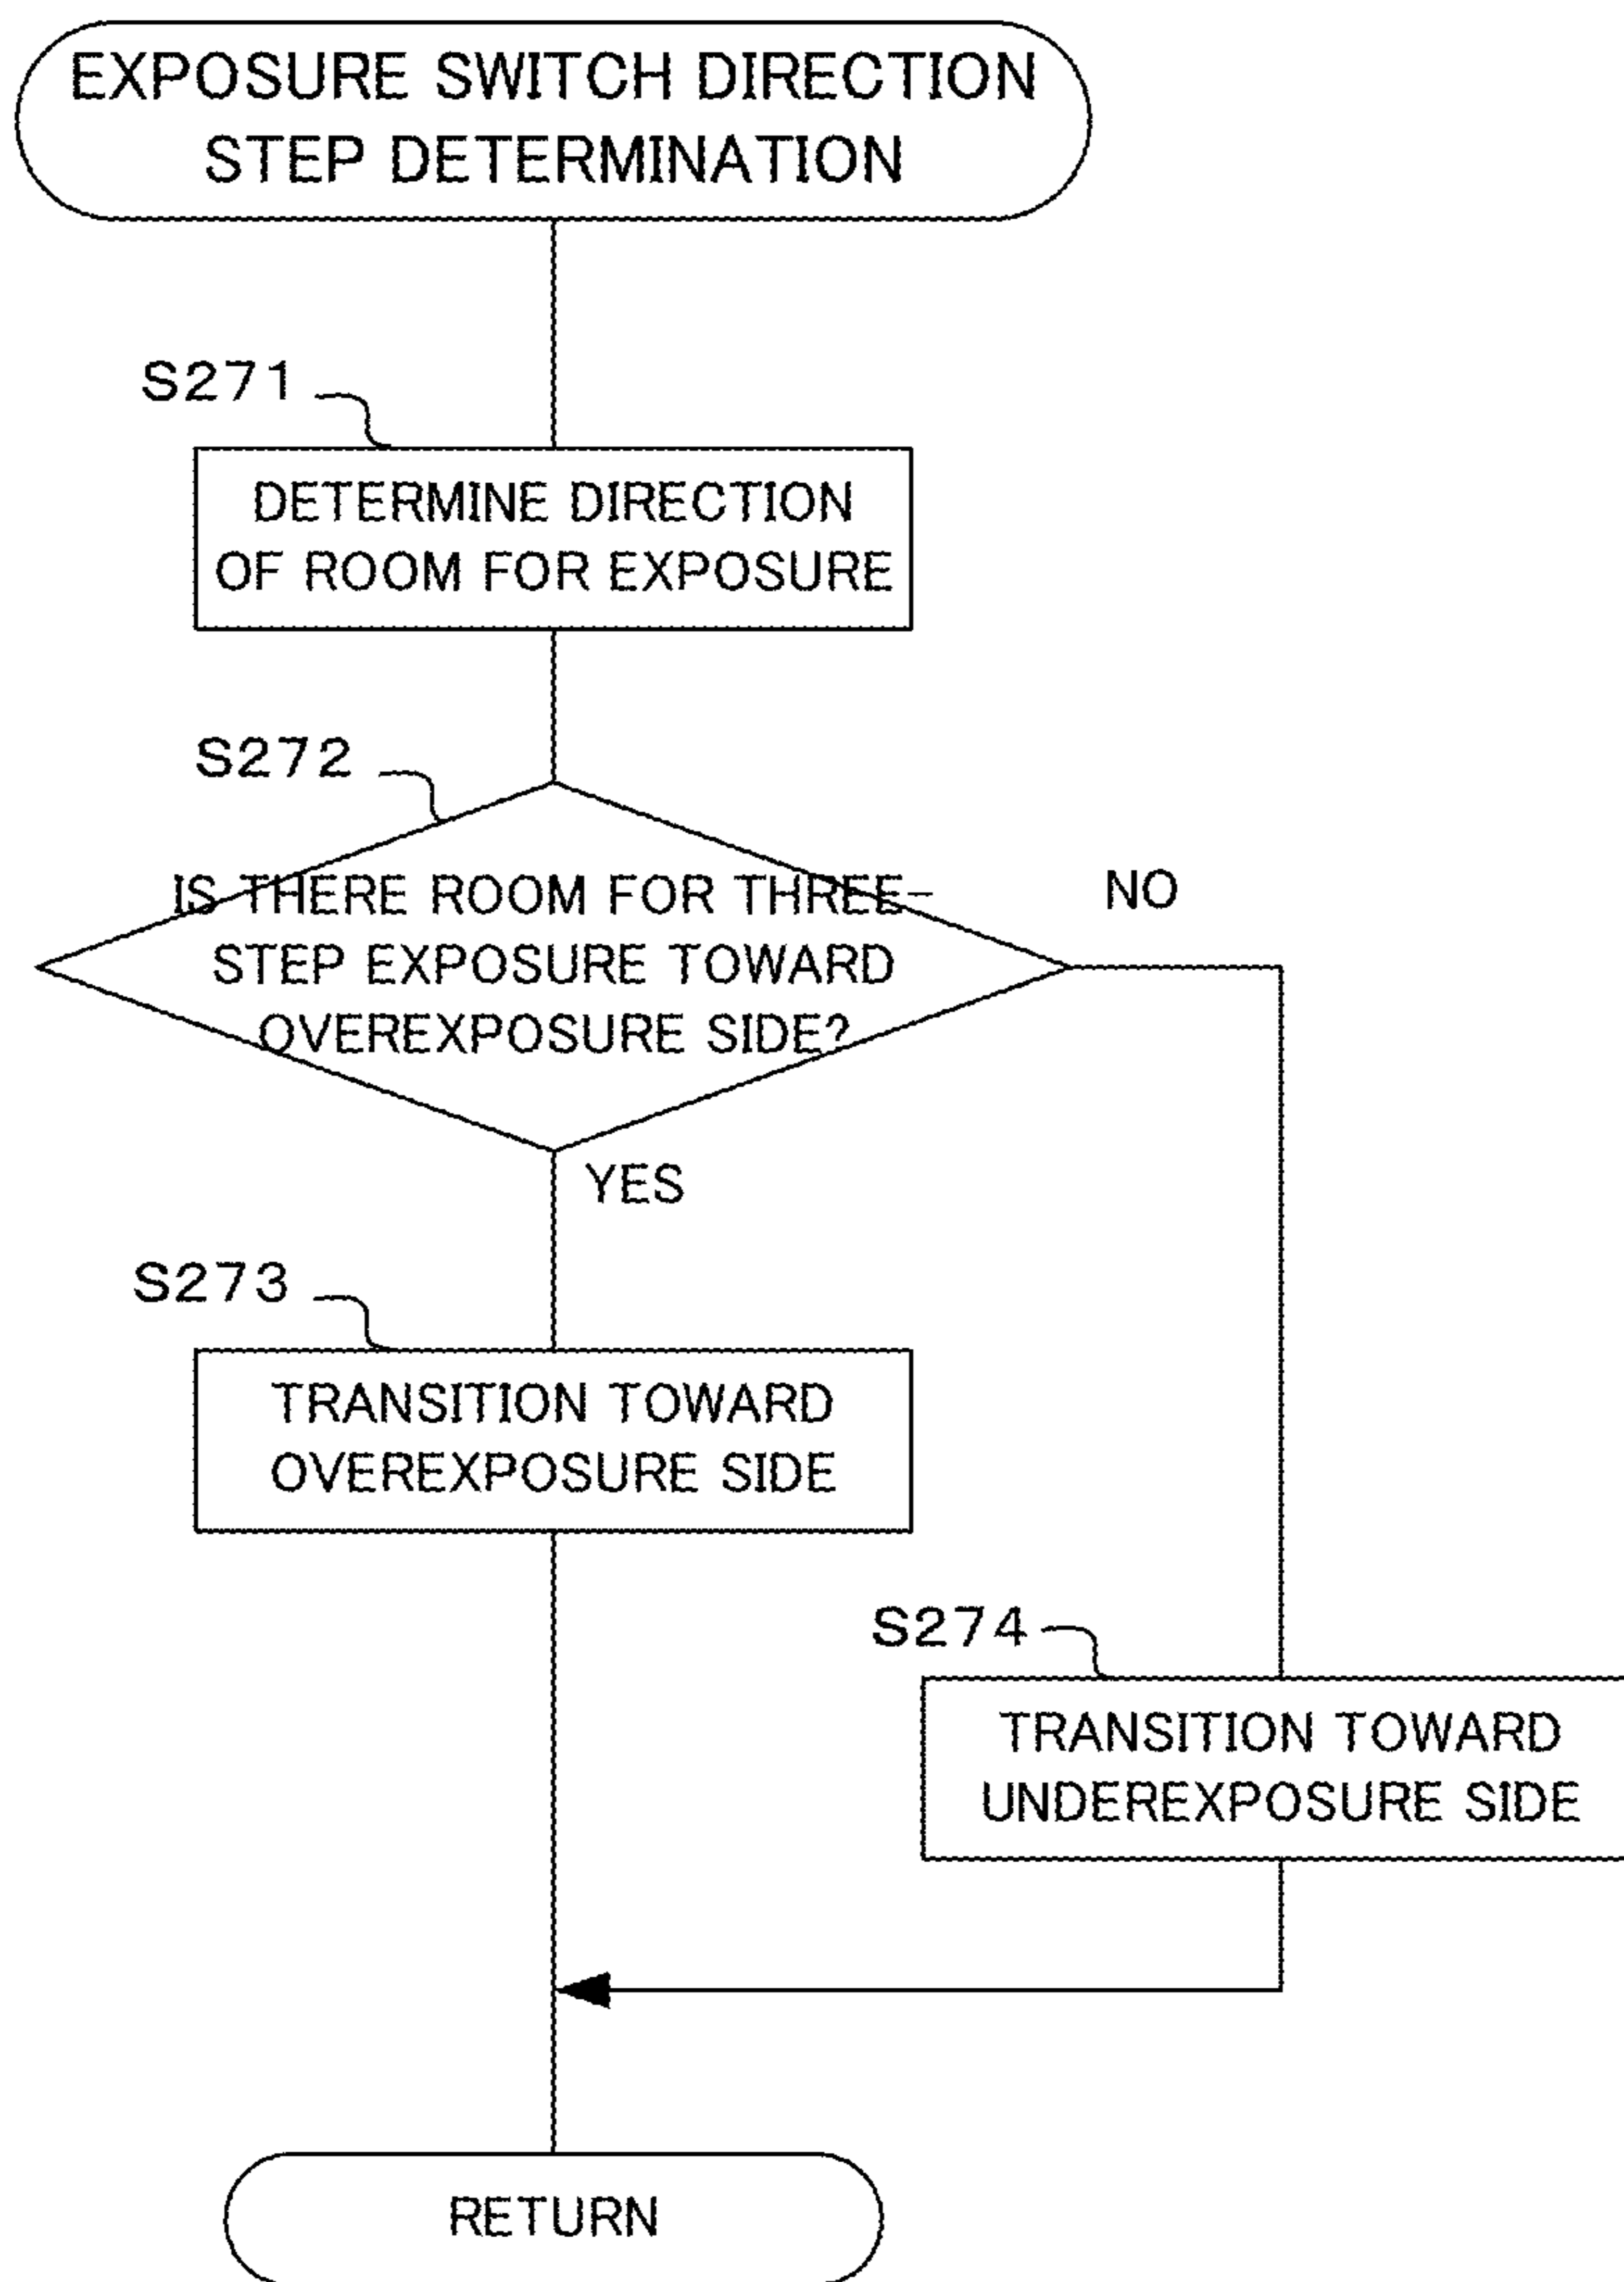 EXPOSURE SWITCH DIRECTION
STEP DETERMINATION
S271
DETERMINE DIRECTION
OF ROOM FOR EXPOSURE
S272
IS THERE ROOM FOR THREE-
STEP EXPOSURE TOWARD
OVEREXPOSURE SIDE?
NO
YES
S273
TRANSITION TOWARD
OVEREXPOSURE SIDE
S274
TRANSITION TOWARD
UNDEREXPOSURE SIDE
RETURN